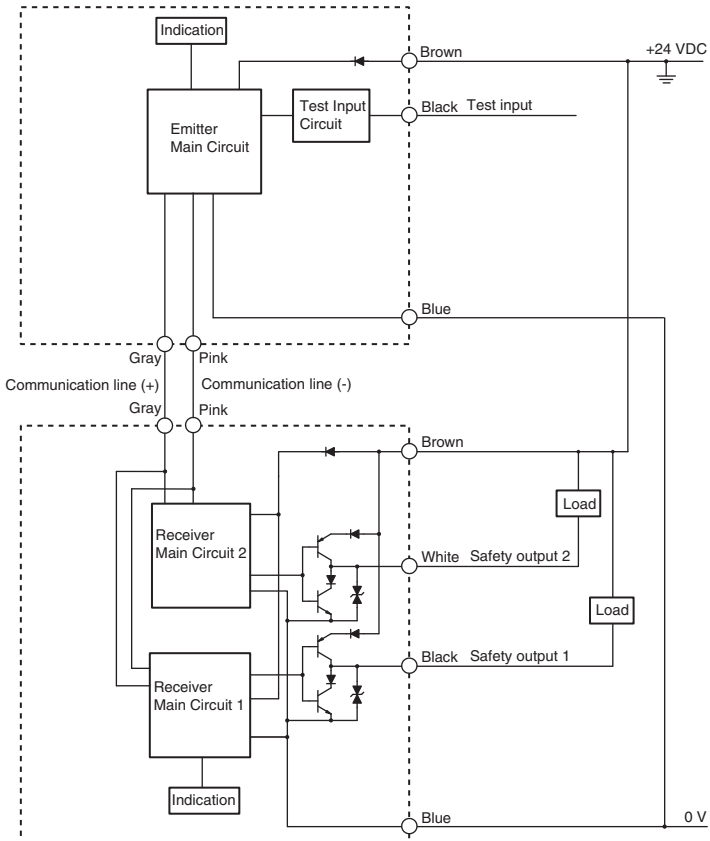 Indication
Brown
+24 VDC
Emitter
Main Circuit
Test Input
Circuit
Black Test input
Blue
Gray
Pink
Communication line (+)
Communication line (-)
Gray
Pink
Brown
Load
Receiver
Main Circuit 2
White Safety output 2
Load
Black Safety output 1
Receiver
Main Circuit 1
Indication
Blue
0 V